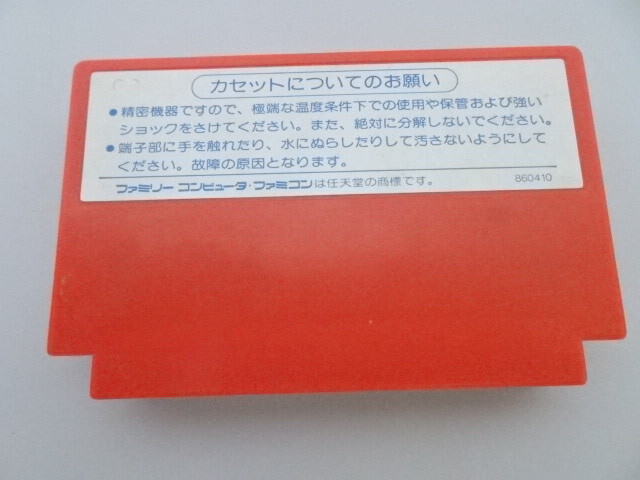 カセットについてのお願い
●精密機器ですので、極端な温度条件下での使用や保管および強い
ショックをさけてください。また、絶対に分解しないでください。
●端子部に手を触れたり、水にぬらしたりして汚さないようにして
ください。故障の原因となります。
ファミリーコンピュータ・ファミコンは任天堂の商標です。 860410